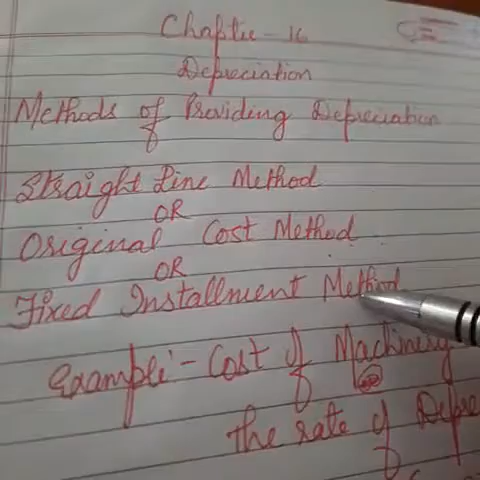 Chapter - 16
Depreciation
Methods of Providing Depreciation
Straight Line Method
OR
Original Cost Method
OR
Fixed Installment Method
Example:- Cost of Machinery
the rate of Depre